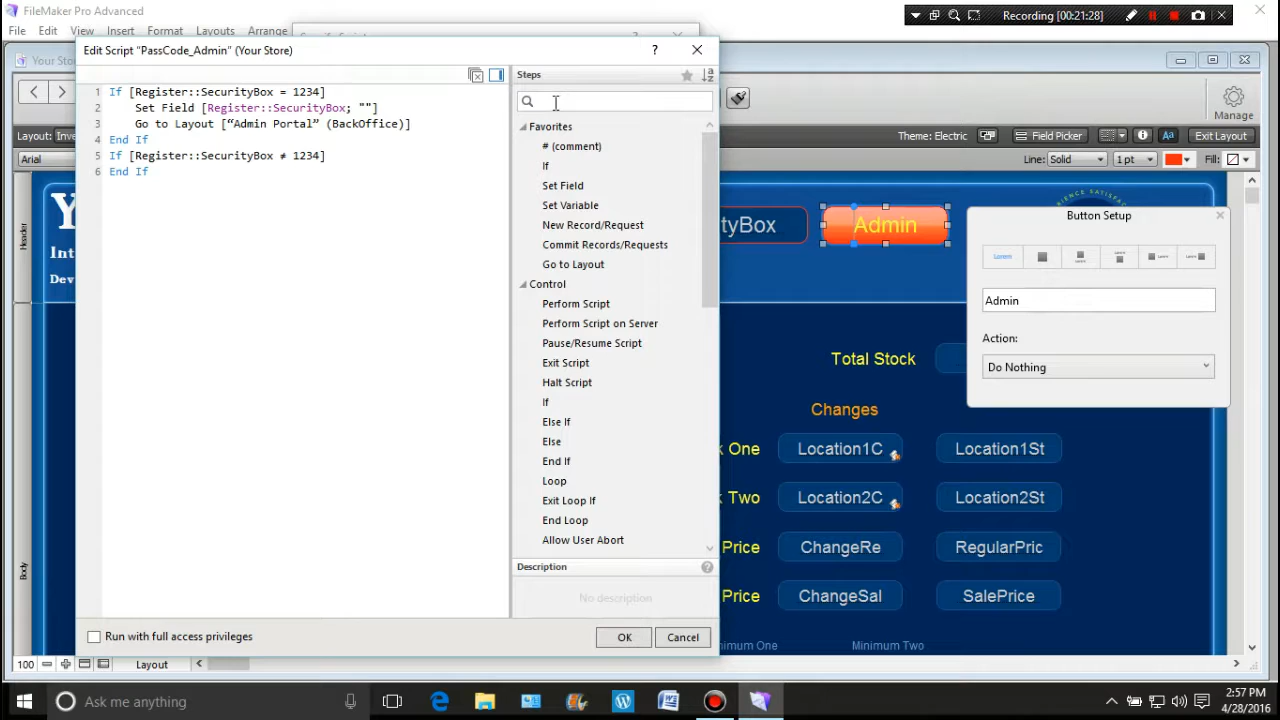 FileMaker Pro Advanced
Recording [00:21:28]
File Edit View Insert Format Layouts Arrange
Edit Script "PassCode_Admin" (Your Store)
?
Your Sto
Steps
1 If [Register::SecurityBox = 1234]
2 Set Field [Register::SecurityBox; ""]
3 Go to Layout [“Admin Portal” (BackOffice)]
4 End If
5 If [Register::SecurityBox ≠ 1234]
6 End If
Favorites
# (comment)
If
Set Field
Set Variable
New Record/Request
Commit Records/Requests
Go to Layout
Control
Perform Script
Perform Script on Server
Pause/Resume Script
Exit Script
Halt Script
If
Else If
Else
End If
Loop
Exit Loop If
End Loop
Allow User Abort
Description
No description
Run with full access privileges
OK
Cancel
Manage
Layout: Inve
Theme: Electric
Field Picker
Aa
Exit Layout
Arial
Line: Solid
1 pt
Fill:
Header
Body
Y
Int
Dev
tyBox
Admin
Button Setup
Admin
Action:
Do Nothing
Total Stock
Changes
k One
Location1C
Location1St
k Two
Location2C
Location2St
Price
ChangeRe
RegularPric
Price
ChangeSal
SalePrice
imum One
Minimum Two
100
Layout
Ask me anything
2:57 PM
4/28/2016